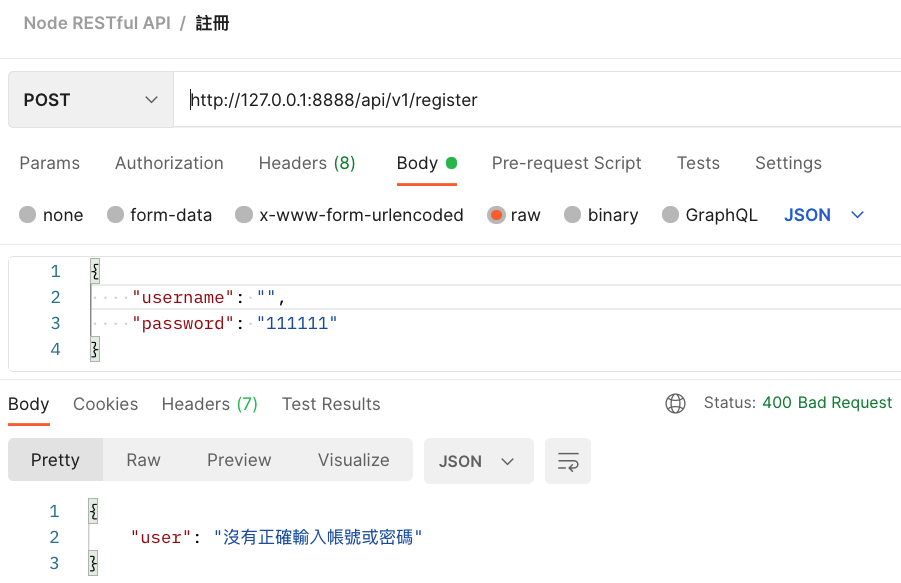 Node RESTful API / 註冊
POST http://127.0.0.1:8888/api/v1/register
Params Authorization Headers (8) Body Pre-request Script Tests Settings
none form-data x-www-form-urlencoded raw binary GraphQL JSON
1 {
2 "username": "",
3 "password": "111111"
4 }
Body Cookies Headers (7) Test Results Status: 400 Bad Request
Pretty Raw Preview Visualize JSON
1 {
2 "user": "沒有正確輸入帳號或密碼"
3 }